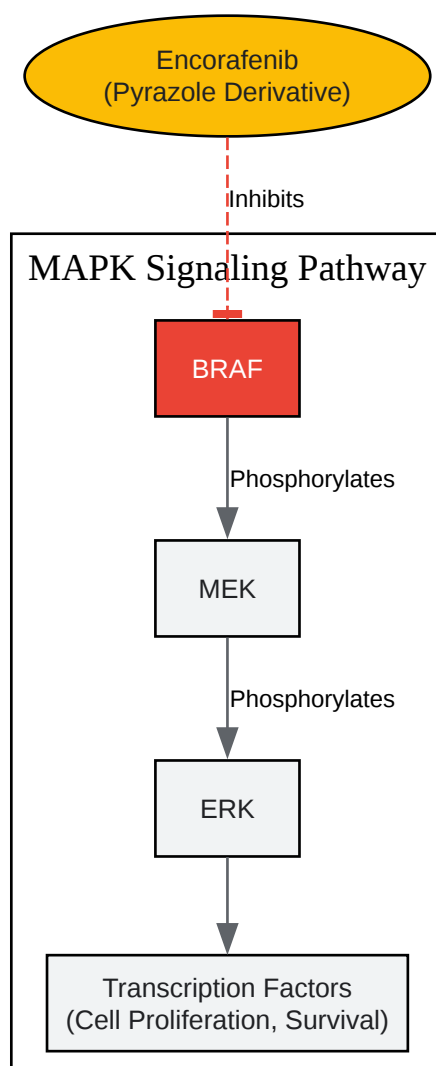 Encorafenib
(Pyrazole Derivative)
Inhibits
MAPK Signaling Pathway
BRAF
Phosphorylates
MEK
Phosphorylates
ERK
Transcription Factors
(Cell Proliferation, Survival)